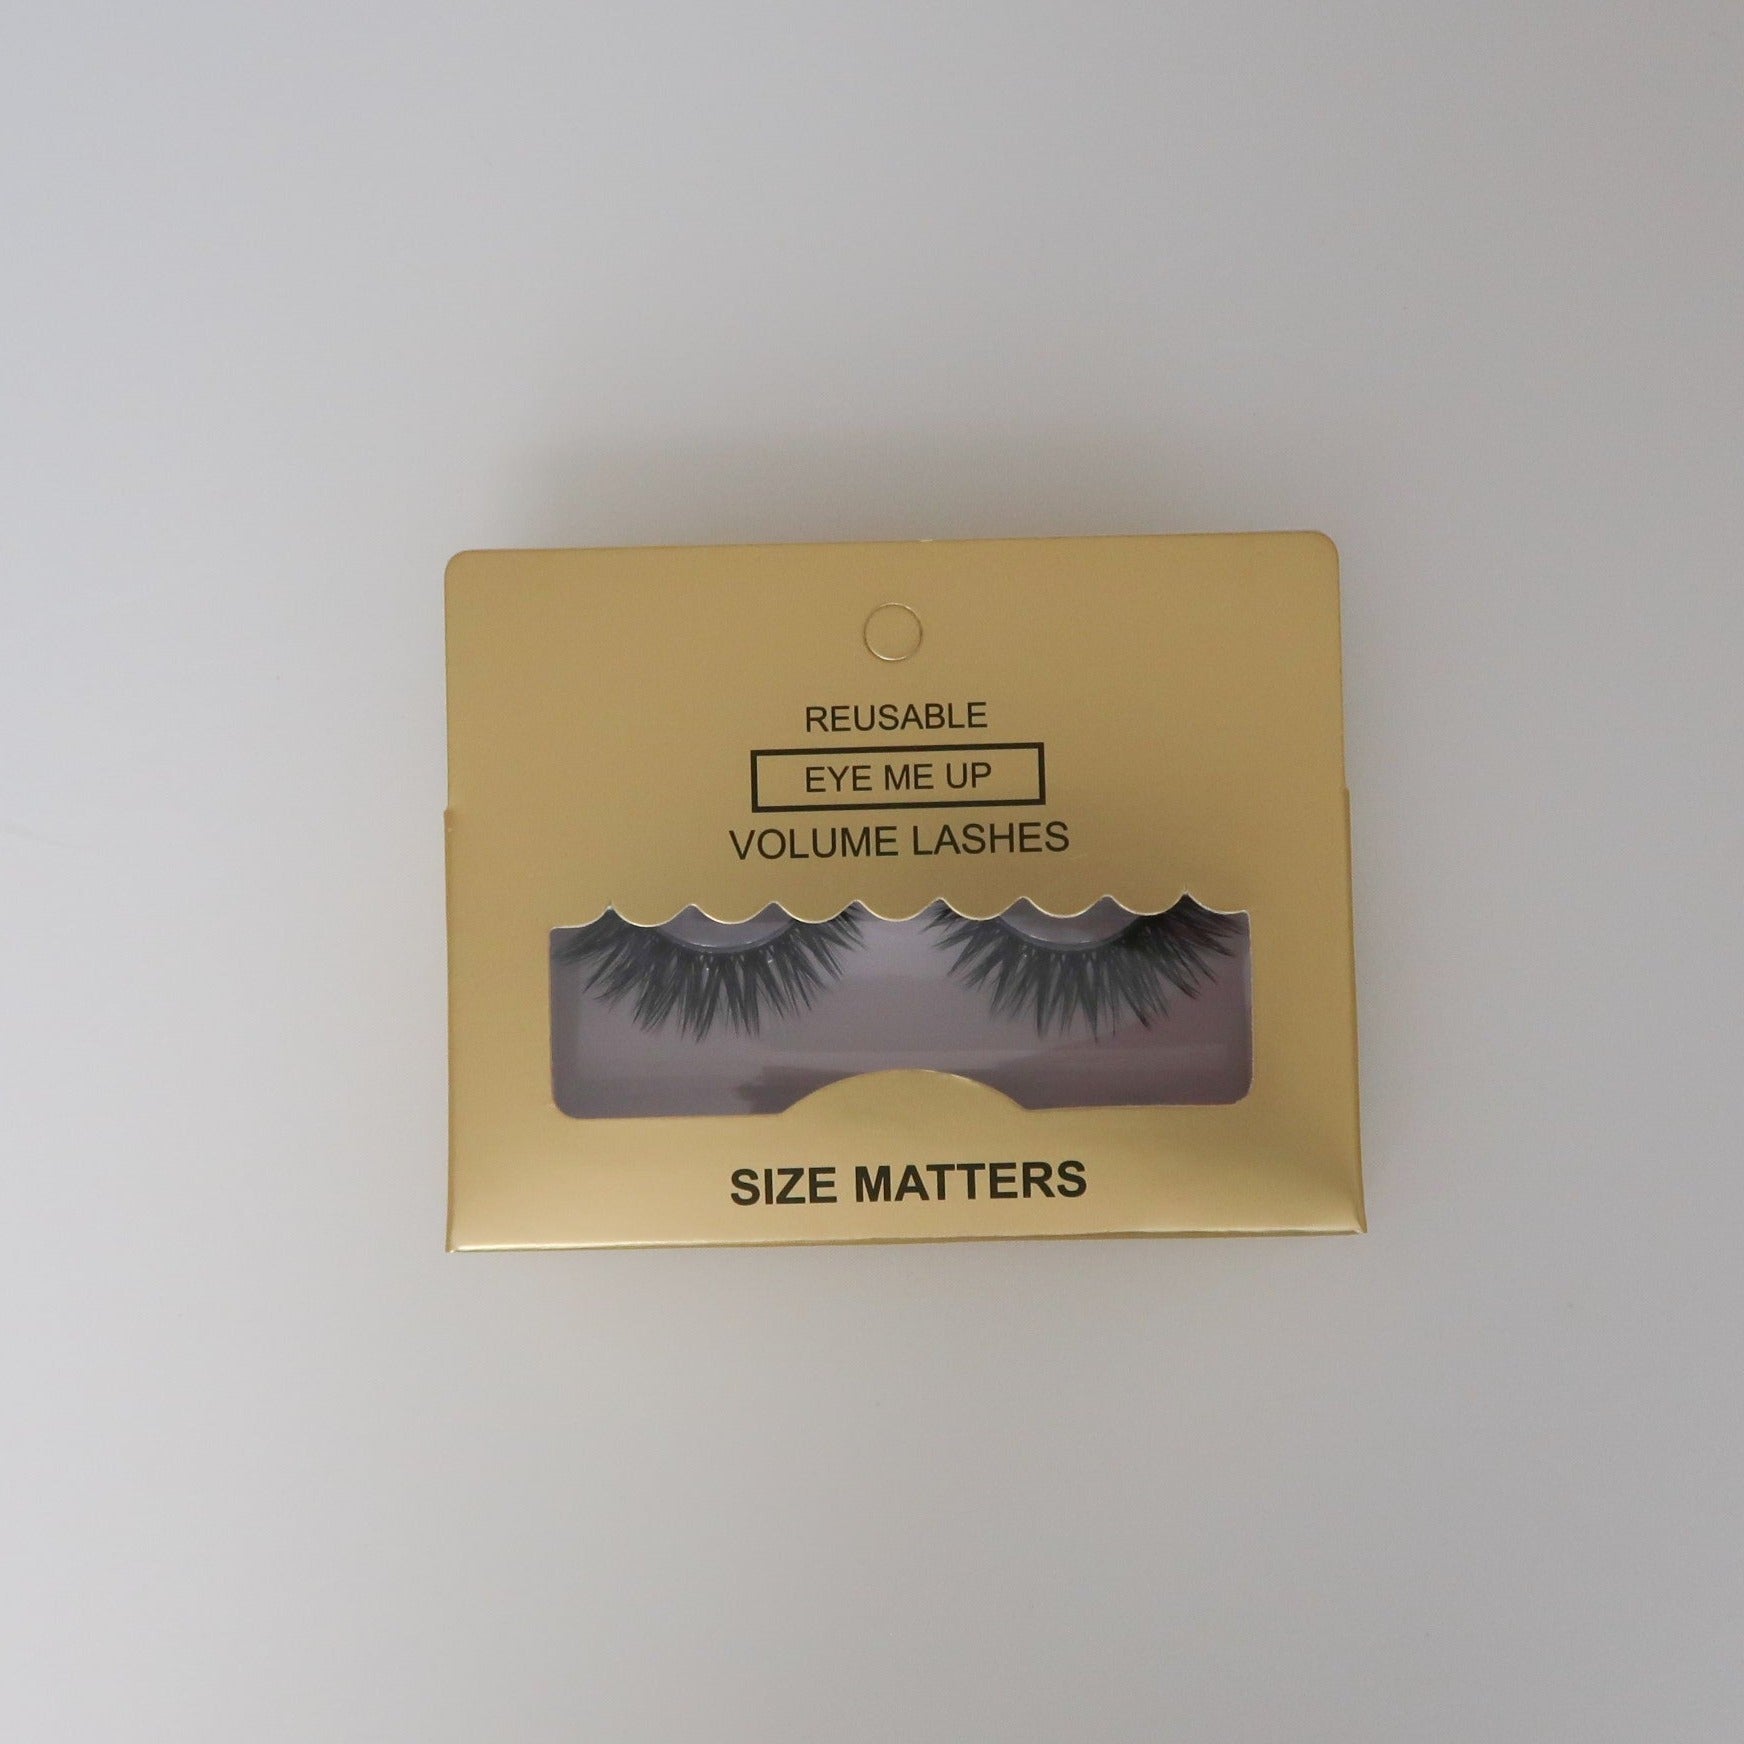 REUSABLE
EYE ME UP
VOLUME LASHES
SIZE MATTERS